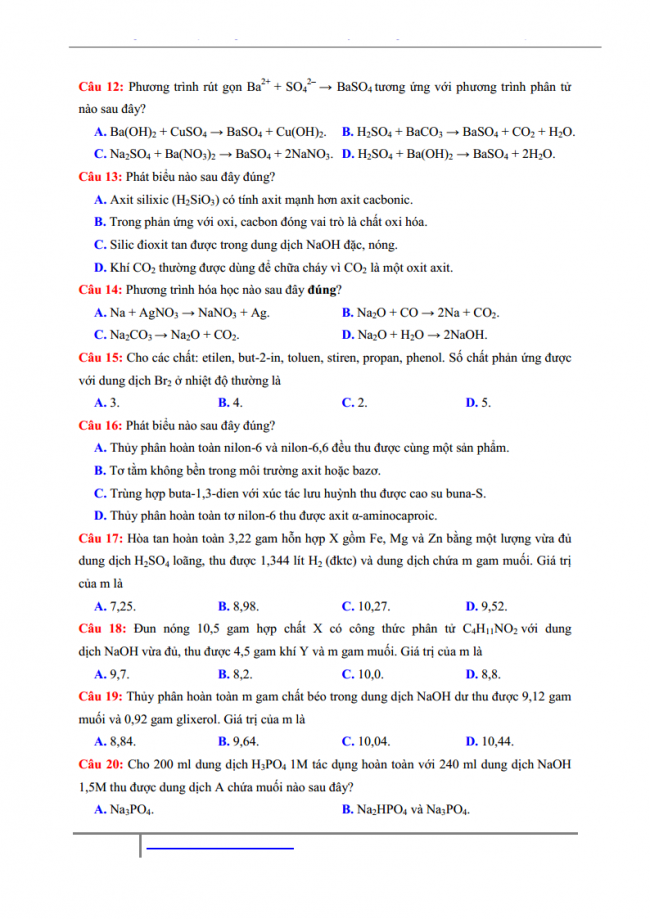 Câu 12: Phương trình rút gọn Ba²⁺ + SO₄²⁻ → BaSO₄ tương ứng với phương trình phân tử
nào sau đây?
A. Ba(OH)₂ + CuSO₄ → BaSO₄ + Cu(OH)₂. B. H₂SO₄ + BaCO₃ → BaSO₄ + CO₂ + H₂O.
C. Na₂SO₄ + Ba(NO₃)₂ → BaSO₄ + 2NaNO₃. D. H₂SO₄ + Ba(OH)₂ → BaSO₄ + 2H₂O.
Câu 13: Phát biểu nào sau đây đúng?
A. Axit silixic (H₂SiO₃) có tính axit mạnh hơn axit cacbonic.
B. Trong phản ứng với oxi, cacbon đóng vai trò là chất oxi hóa.
C. Silic đioxit tan được trong dung dịch NaOH đặc, nóng.
D. Khí CO₂ thường được dùng để chữa cháy vì CO₂ là một oxit axit.
Câu 14: Phương trình hóa học nào sau đây đúng?
A. Na + AgNO₃ → NaNO₃ + Ag. B. Na₂O + CO → 2Na + CO₂.
C. Na₂CO₃ → Na₂O + CO₂. D. Na₂O + H₂O → 2NaOH.
Câu 15: Cho các chất: etilen, but-2-in, toluen, stiren, propan, phenol. Số chất phản ứng được
với dung dịch Br₂ ở nhiệt độ thường là
A. 3. B. 4. C. 2. D. 5.
Câu 16: Phát biểu nào sau đây đúng?
A. Thủy phân hoàn toàn nilon-6 và nilon-6,6 đều thu được cùng một sản phẩm.
B. Tơ tằm không bền trong môi trường axit hoặc bazơ.
C. Trùng hợp buta-1,3-dien với xúc tác lưu huỳnh thu được cao su buna-S.
D. Thủy phân hoàn toàn tơ nilon-6 thu được axit α-aminocaproic.
Câu 17: Hòa tan hoàn toàn 3,22 gam hỗn hợp X gồm Fe, Mg và Zn bằng một lượng vừa đủ
dung dịch H₂SO₄ loãng, thu được 1,344 lít H₂ (đktc) và dung dịch chứa m gam muối. Giá trị
của m là
A. 7,25. B. 8,98. C. 10,27. D. 9,52.
Câu 18: Đun nóng 10,5 gam hợp chất X có công thức phân tử C₄H₁₁NO₂ với dung
dịch NaOH vừa đủ, thu được 4,5 gam khí Y và m gam muối. Giá trị của m là
A. 9,7. B. 8,2. C. 10,0. D. 8,8.
Câu 19: Thủy phân hoàn toàn m gam chất béo trong dung dịch NaOH dư thu được 9,12 gam
muối và 0,92 gam glixerol. Giá trị của m là
A. 8,84. B. 9,64. C. 10,04. D. 10,44.
Câu 20: Cho 200 ml dung dịch H₃PO₄ 1M tác dụng hoàn toàn với 240 ml dung dịch NaOH
1,5M thu được dung dịch A chứa muối nào sau đây?
A. Na₃PO₄. B. Na₂HPO₄ và Na₃PO₄.